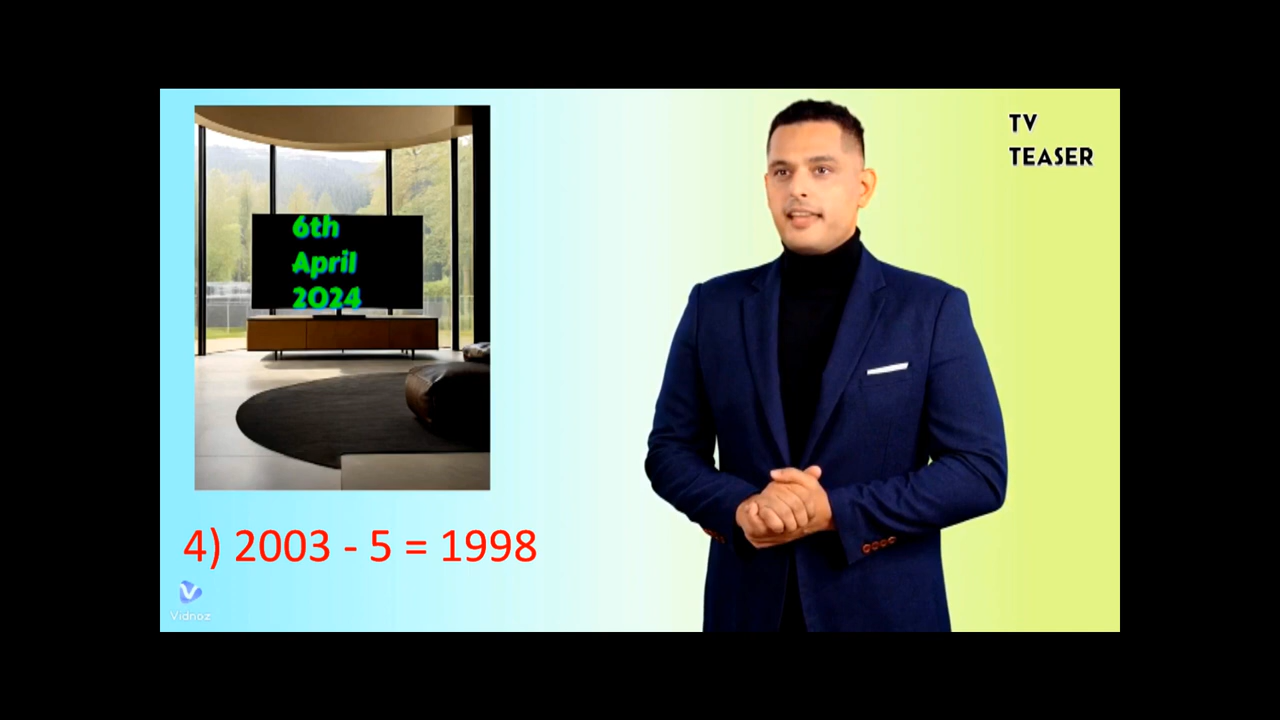 TV
TEASER
6th
April
2024
4) 2003 - 5 = 1998
Vidnoz